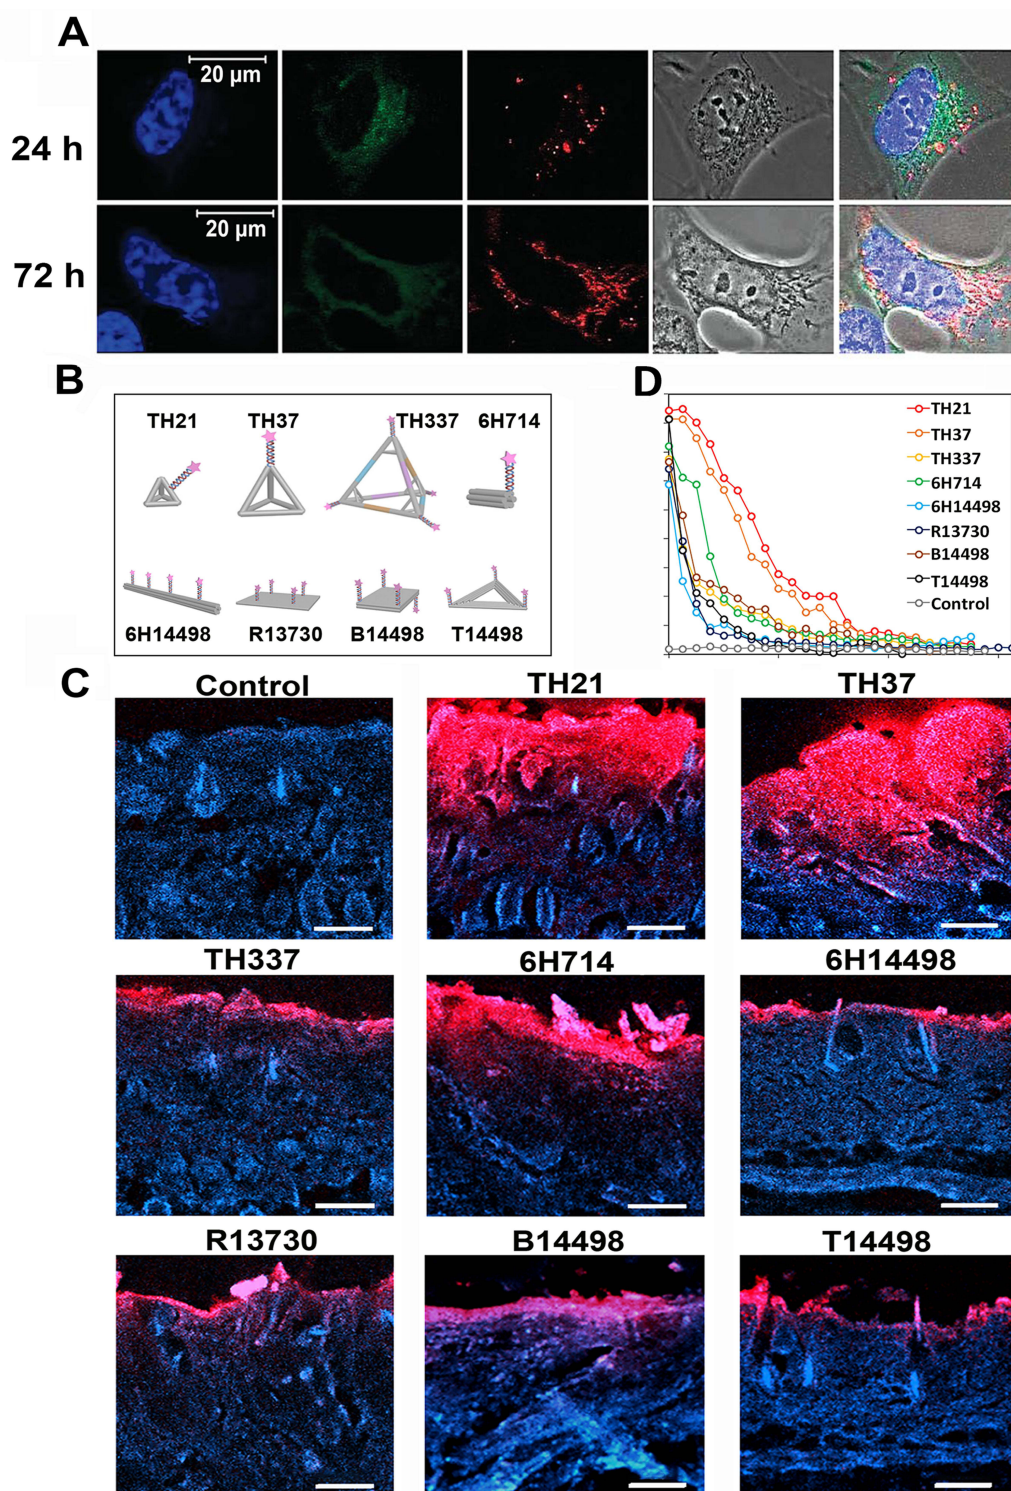 A
24 h
20 µm
72 h
20 µm
B
TH21 TH37 TH337 6H714
6H14498 R13730 B14498 T14498
D
TH21
TH37
TH337
6H714
6H14498
R13730
B14498
T14498
Control
C
Control TH21 TH37
TH337 6H714 6H14498
R13730 B14498 T14498